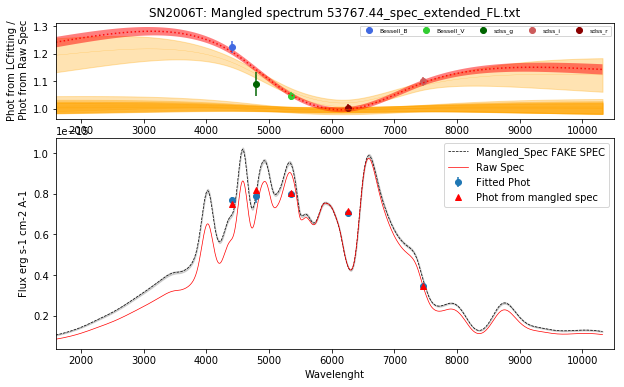 SN2006T: Mangled spectrum 53767.44_spec_extended_FL.txt
Phot from LCfitting /
Phot from Raw Spec
1.3
1.2
1.1
1.0
Bessell_B
Bessell_V
sdss_g
sdss_i
sdss_r
2000 3000 4000 5000 6000 7000 8000 9000 10000
Flux erg s-1 cm-2 A-1
1.0
0.8
0.6
0.4
0.2
Mangled_Spec FAKE SPEC
Raw Spec
Fitted Phot
Phot from mangled spec
2000 3000 4000 5000 6000 7000 8000 9000 10000
Wavelenght